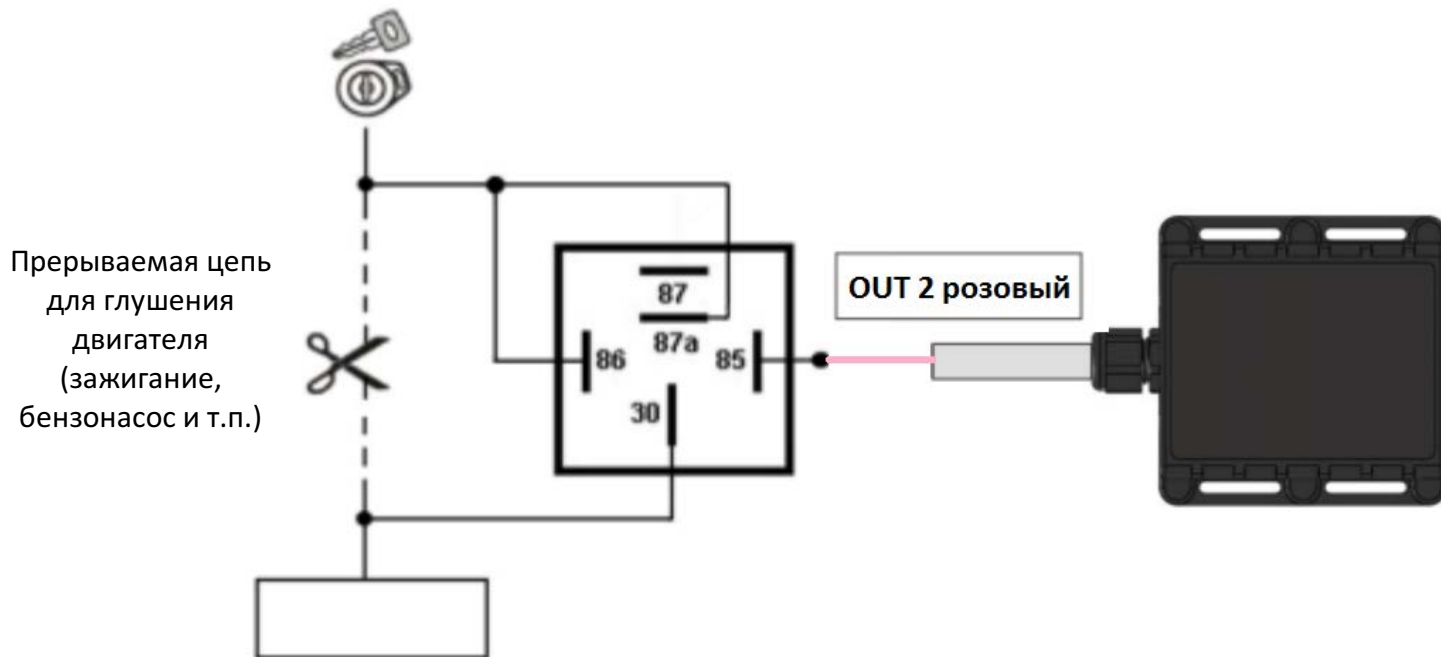 Прерываемая цепь
для глушения
двигателя
(зажигание,
бензонасос и т.п.)
87
87a
86
85
30
OUT 2 розовый